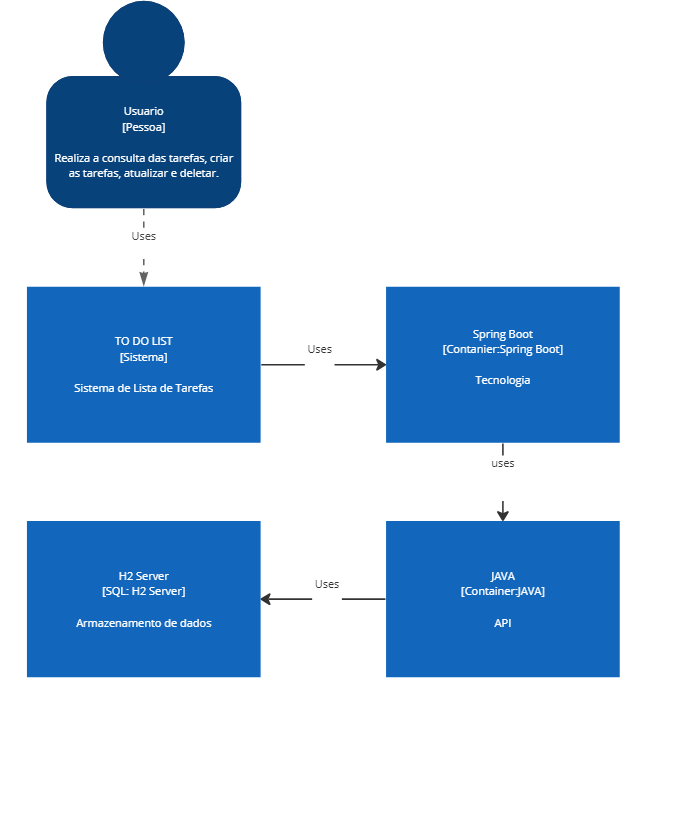 Usuario
[Pessoa]
Realiza a consulta das tarefas, criar
as tarefas, atualizar e deletar.
Uses
TO DO LIST
[Sistema]
Sistema de Lista de Tarefas
Uses
Spring Boot
[Contanier:Spring Boot]
Tecnologia
uses
H2 Server
[SQL: H2 Server]
Armazenamento de dados
Uses
JAVA
[Container:JAVA]
API